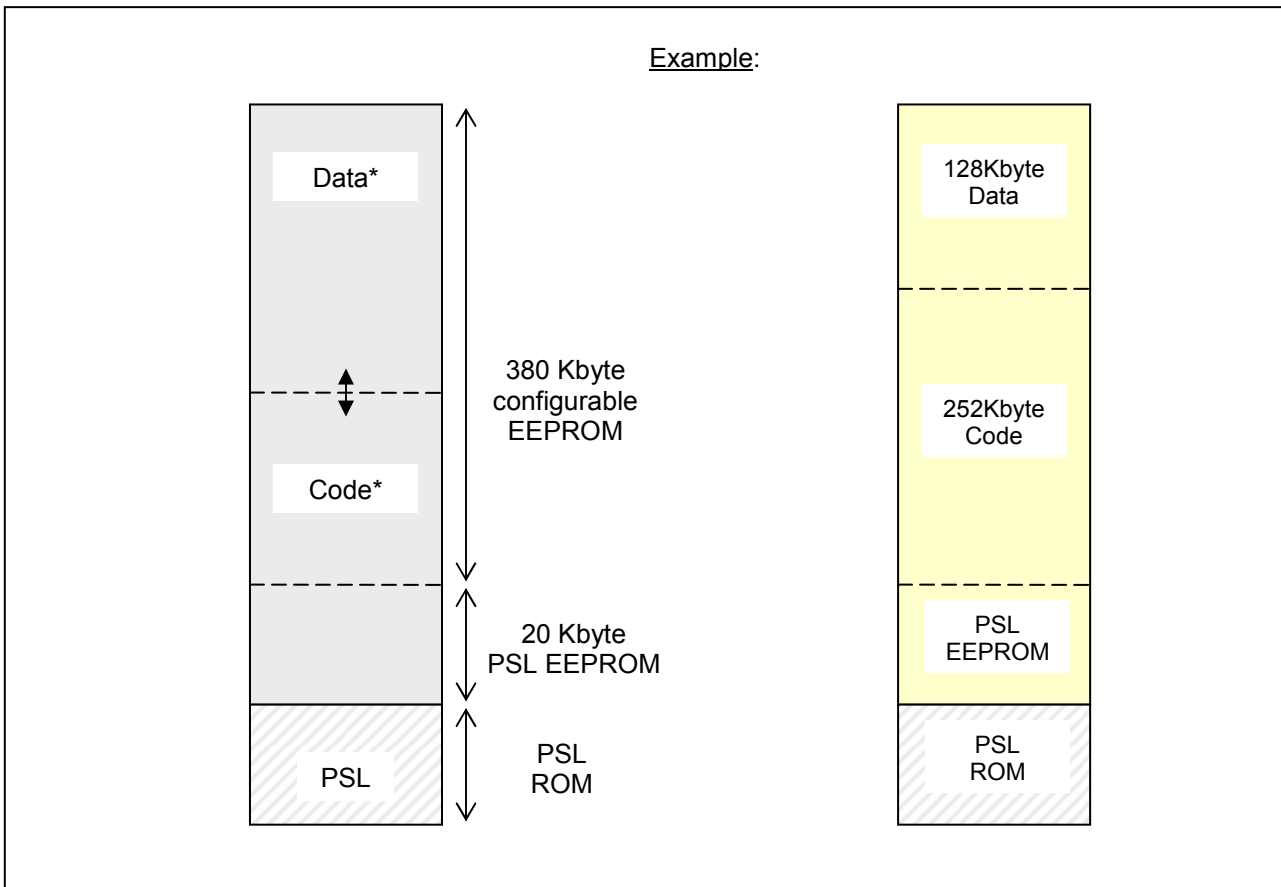 Example:
Data*
Code*
PSL
380 Kbyte
configurable
EEPROM
20 Kbyte
PSL EEPROM
PSL
ROM
128Kbyte
Data
252Kbyte
Code
PSL
EEPROM
PSL
ROM